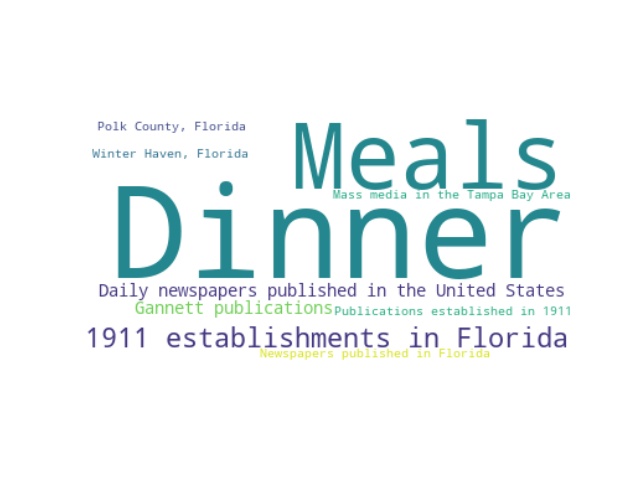 Polk County, Florida
Meals
Winter Haven, Florida
Mass media in the Tampa Bay Area
Dinner
Daily newspapers published in the United States
Gannett publications
Publications established in 1911
1911 establishments in Florida
Newspapers published in Florida